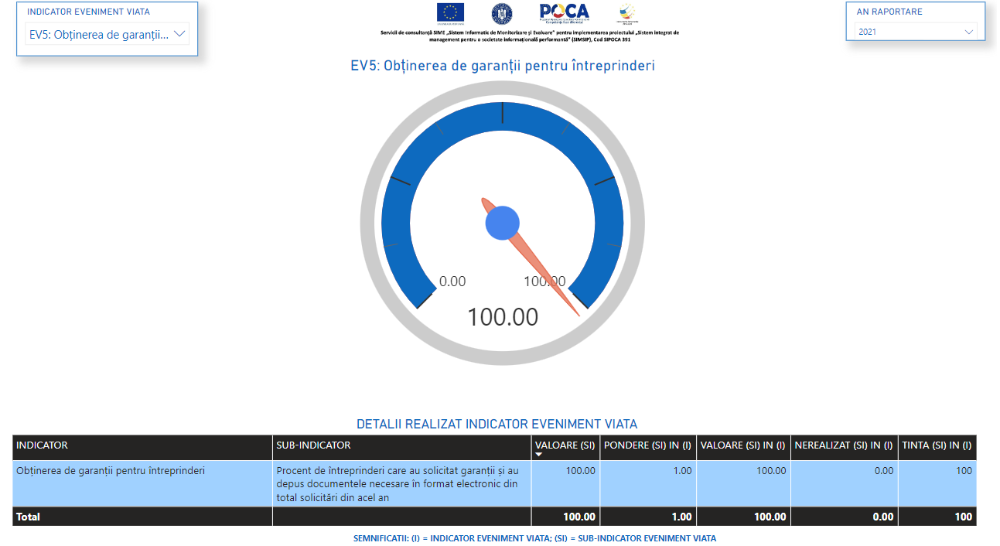 INDICATOR EVENIMENT VIATA
EV5: Obținerea de garanții...
POCA
Servicii de consultanță SIME „Sistem Informatic de Monitorizare și Evaluare” pentru implementarea proiectului „Sistem integrat de
management pentru o societate informațională performantă” (SIMSIP), Cod SIPOCA 391
AN RAPORTARE
2021
EV5: Obținerea de garanții pentru întreprinderi
0.00
100.00
100.00
DETALII REALIZAT INDICATOR EVENIMENT VIATA
INDICATOR SUB-INDICATOR VALOARE (SI) PONDERE (SI) IN (I) VALOARE (SI) IN (I) NEREALIZAT (SI) IN (I) TINTA (SI) IN (I)
Obținerea de garanții pentru întreprinderi Procent de întreprinderi care au solicitat garanții și au 100.00 1.00 100.00 0.00 100
depus documentele necesare în format electronic din
total solicitări din acel an
Total 100.00 1.00 100.00 0.00 100
SEMNIFICATII: (I) = INDICATOR EVENIMENT VIATA; (SI) = SUB-INDICATOR EVENIMENT VIATA